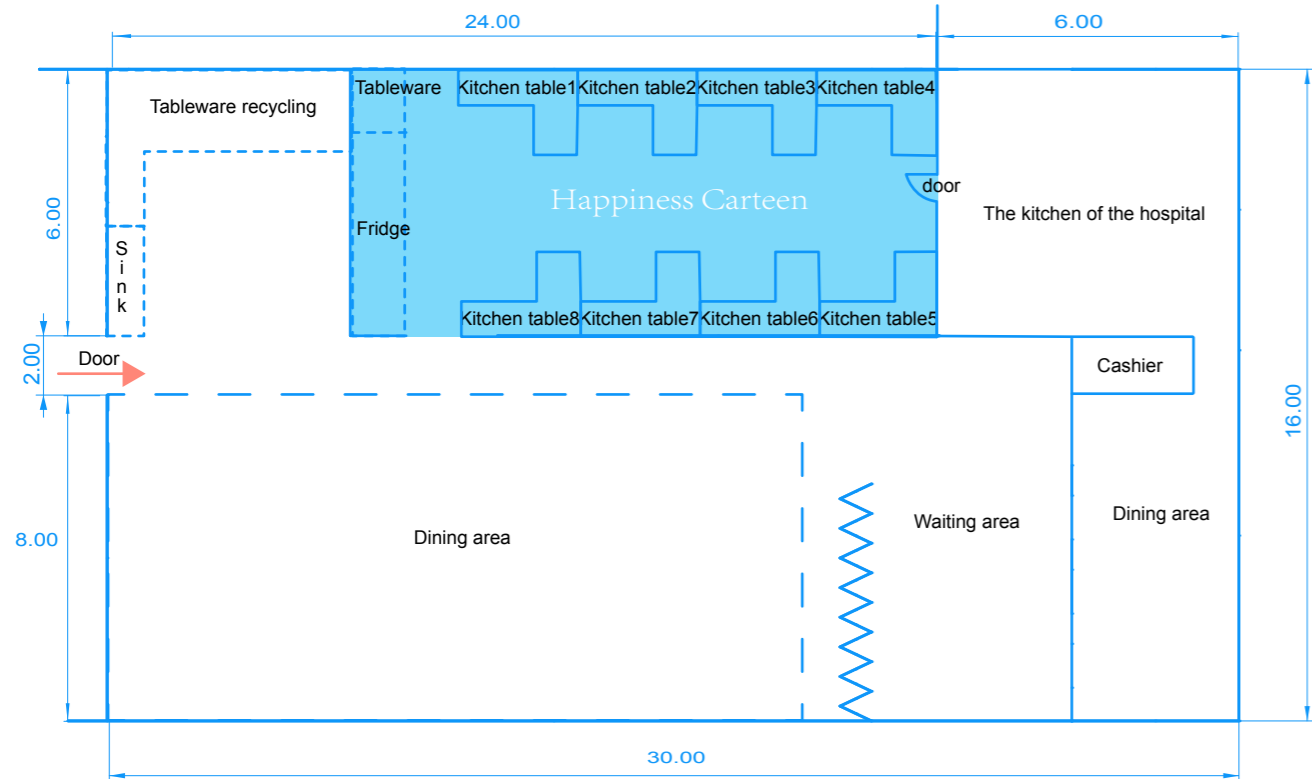 24.00
6.00
Tableware recycling
Tableware
Kitchen table1
Kitchen table2
Kitchen table3
Kitchen table4
door
Happiness Carteen
The kitchen of the hospital
6.00
Fridge
Sink
Kitchen table8
Kitchen table7
Kitchen table6
Kitchen table5
2.00
Door
Cashier
16.00
8.00
Dining area
Waiting area
Dining area
30.00